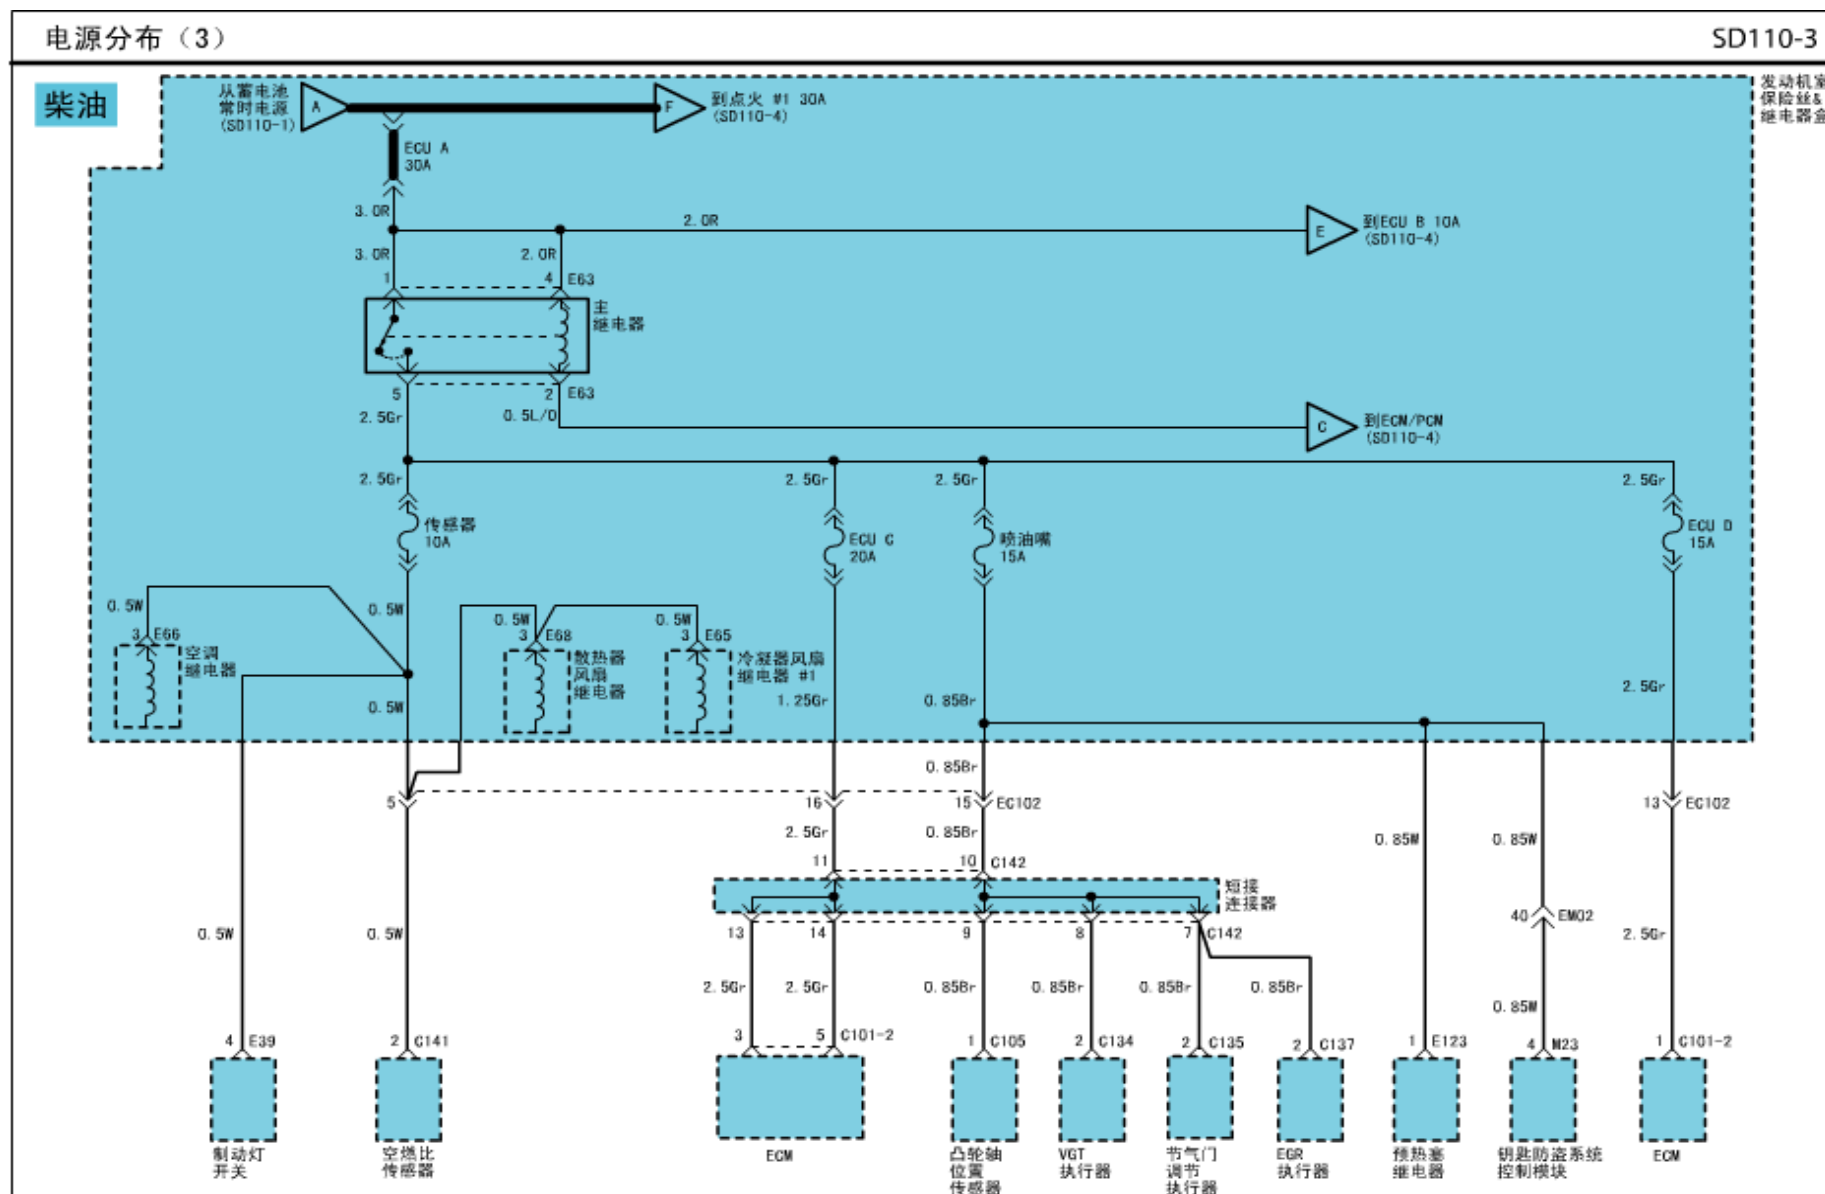 电源分布（3）
SD110-3
柴油
从蓄电池
常时电源
(SD110-1)
A
F
到点火 #1 30A
(SD110-4)
发动机室
保险丝&
继电器盒
ECU A
30A
3.0R
2.0R
E
到ECU B 10A
(SD110-4)
3.0R
2.0R
1
4
E63
主
继电器
5
2
E63
2.5Gr
0.5L/O
C
到ECM/PCM
(SD110-4)
2.5Gr
2.5Gr
2.5Gr
2.5Gr
传感器
10A
ECU C
20A
喷油嘴
15A
ECU D
15A
0.5W
0.5W
0.5W
0.5W
3
E66
空调
继电器
3
E68
散热器
风扇
继电器
3
E65
冷凝器风扇
继电器 #1
0.5W
1.25Gr
0.85Br
2.5Gr
0.85Br
5
16
15
EC102
13
EC102
2.5Gr
0.85Br
0.85W
0.85W
11
10
C142
短接
连接器
13
14
9
8
7
C142
40
EM02
0.5W
0.5W
2.5Gr
2.5Gr
2.5Gr
0.85Br
0.85Br
0.85Br
0.85Br
0.85W
4
E39
2
C141
3
5
C101-2
1
C105
2
C134
2
C135
2
C137
1
E123
4
M23
1
C101-2
制动灯
开关
空燃比
传感器
ECM
凸轮轴
位置
传感器
VGT
执行器
节气门
调节
执行器
EGR
执行器
预热塞
继电器
钥匙防盗系统
控制模块
ECM